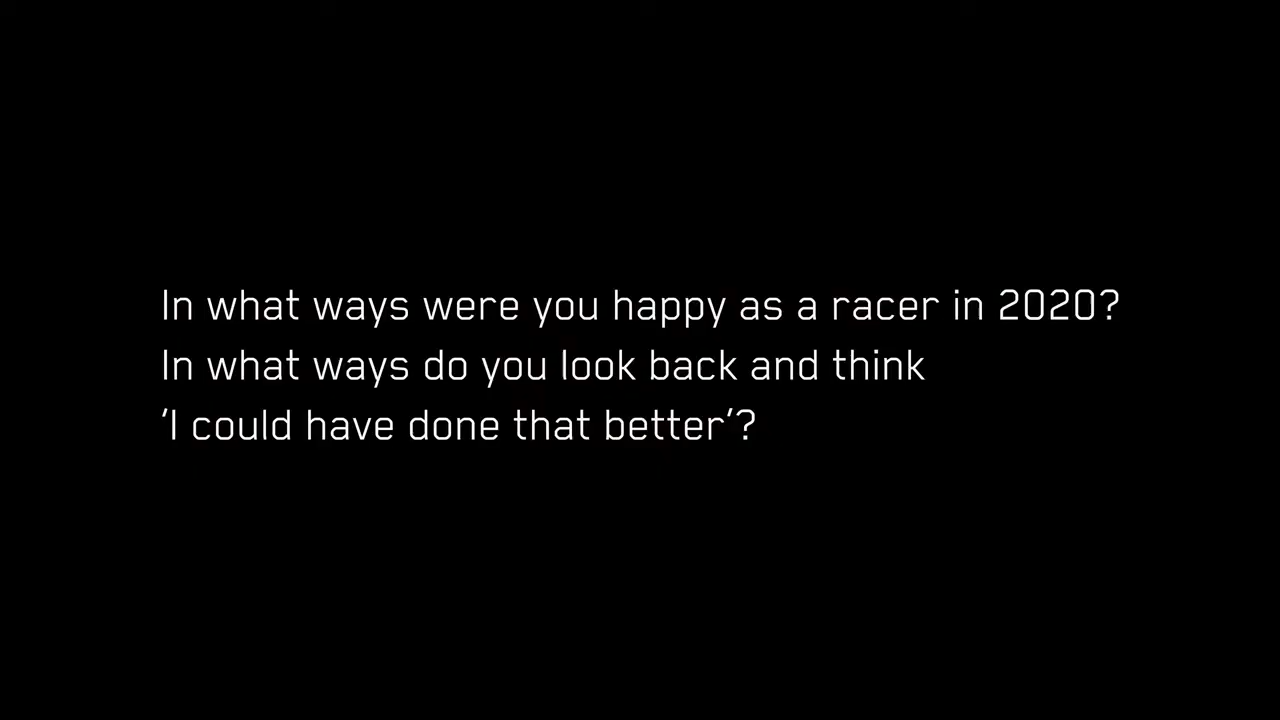 In what ways were you happy as a racer in 2020?
In what ways do you look back and think
‘I could have done that better’?